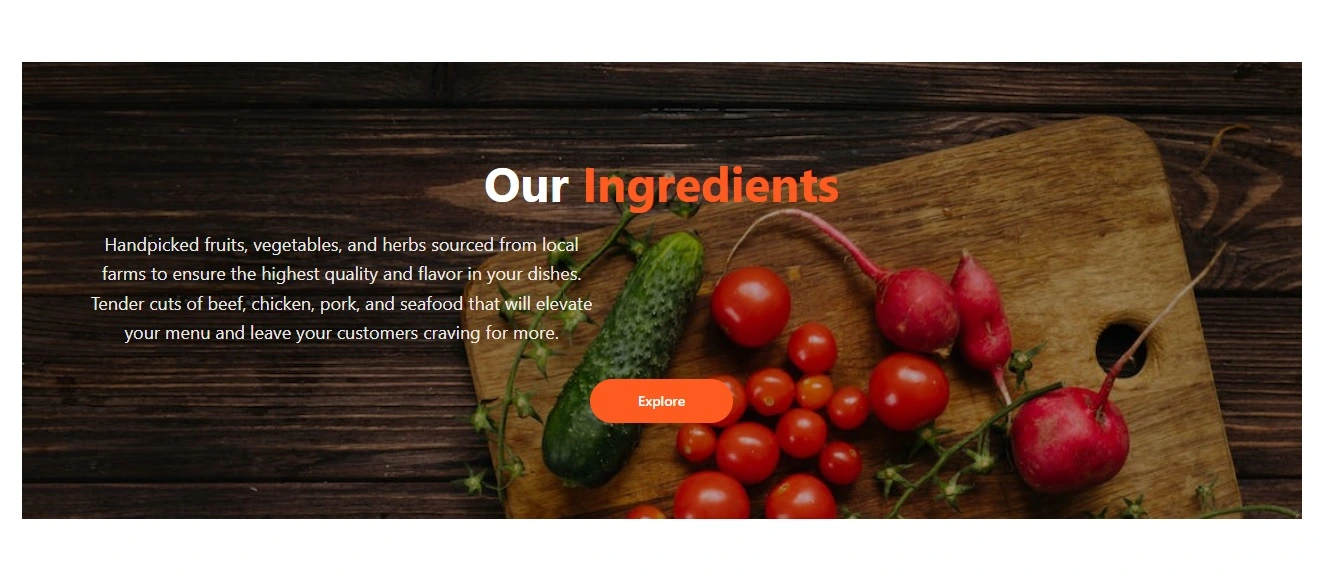 Our Ingredients
Handpicked fruits, vegetables, and herbs sourced from local
farms to ensure the highest quality and flavor in your dishes.
Tender cuts of beef, chicken, pork, and seafood that will elevate
your menu and leave your customers craving for more.
Explore